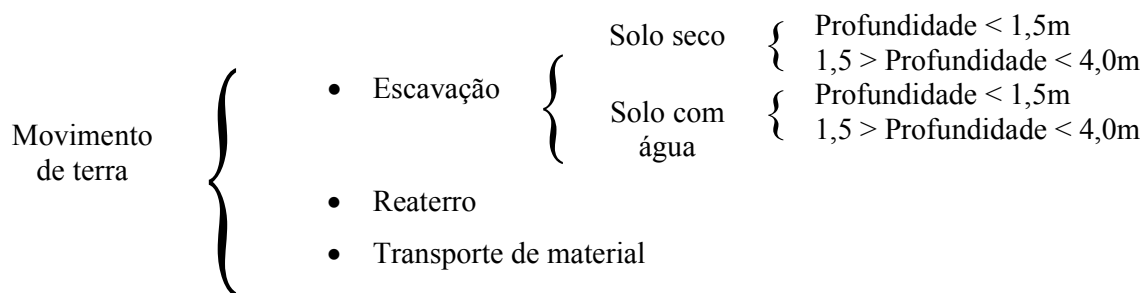 Movimento
de terra
• Escavação
Solo seco
Profundidade < 1,5m
1,5 > Profundidade < 4,0m
Solo com
água
Profundidade < 1,5m
1,5 > Profundidade < 4,0m
• Reaterro
• Transporte de material